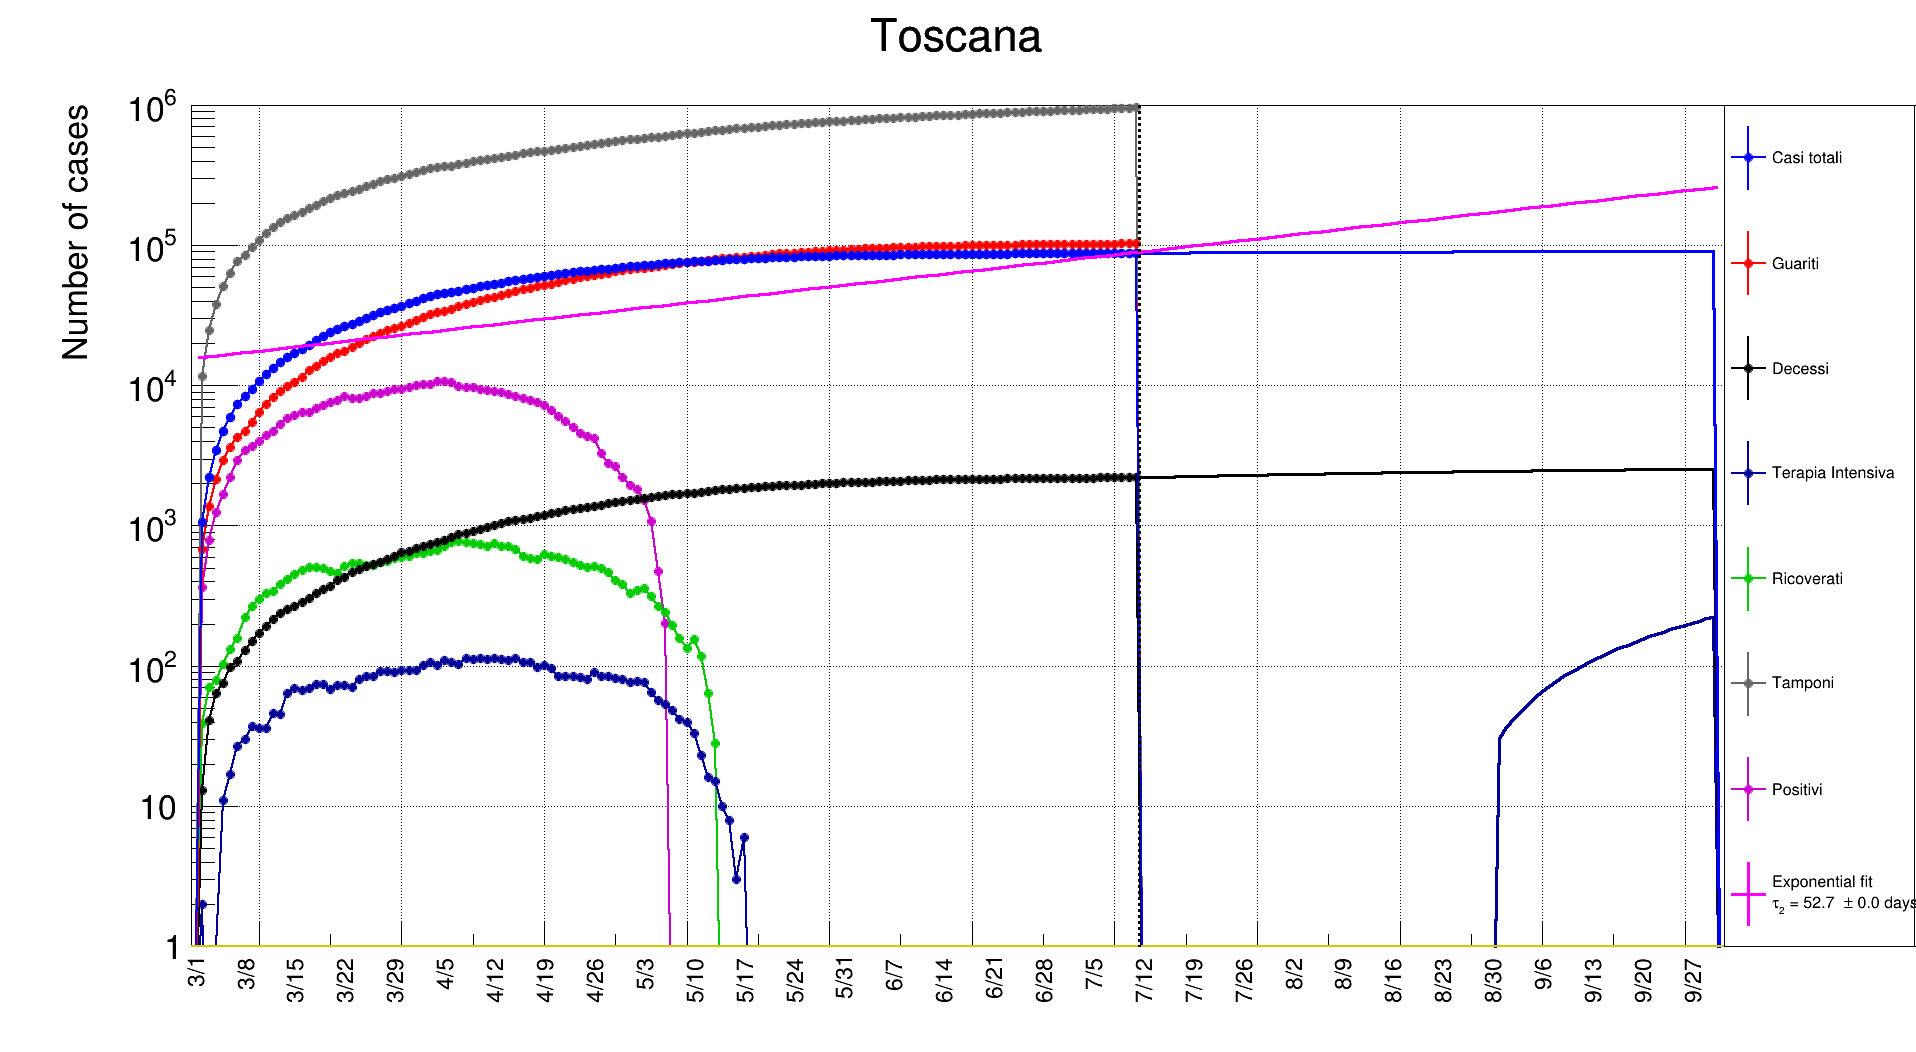 Toscana
Number of cases
10^6
10^5
10^4
10^3
10^2
10
1
3/1 3/8 3/15 3/22 3/29 4/5 4/12 4/19 4/26 5/3 5/10 5/17 5/24 5/31 6/7 6/14 6/21 6/28 7/5 7/12 7/19 7/26 8/2 8/9 8/16 8/23 8/30 9/6 9/13 9/20 9/27
Casi totali
Guariti
Decessi
Terapia Intensiva
Ricoverati
Tamponi
Positivi
Exponential fit
τ₂ = 52.7 ± 0.0 days